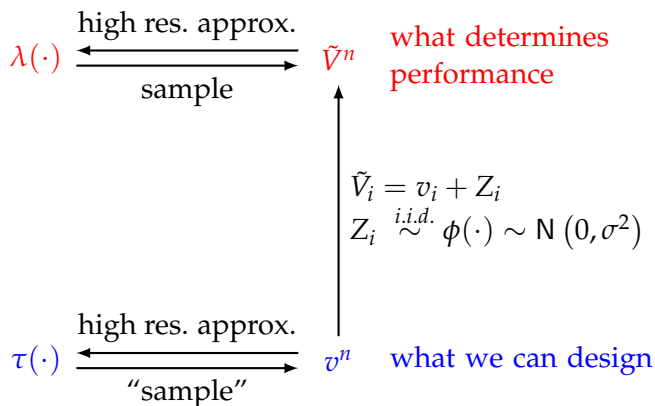 high res. approx.
λ(·) Ṽⁿ what determines
sample performance
Ṽᵢ = vᵢ + Zᵢ
Zᵢ i.i.d. ∼ ϕ(·) ∼ N (0, σ²)
high res. approx.
τ(·) vⁿ what we can design
“sample”